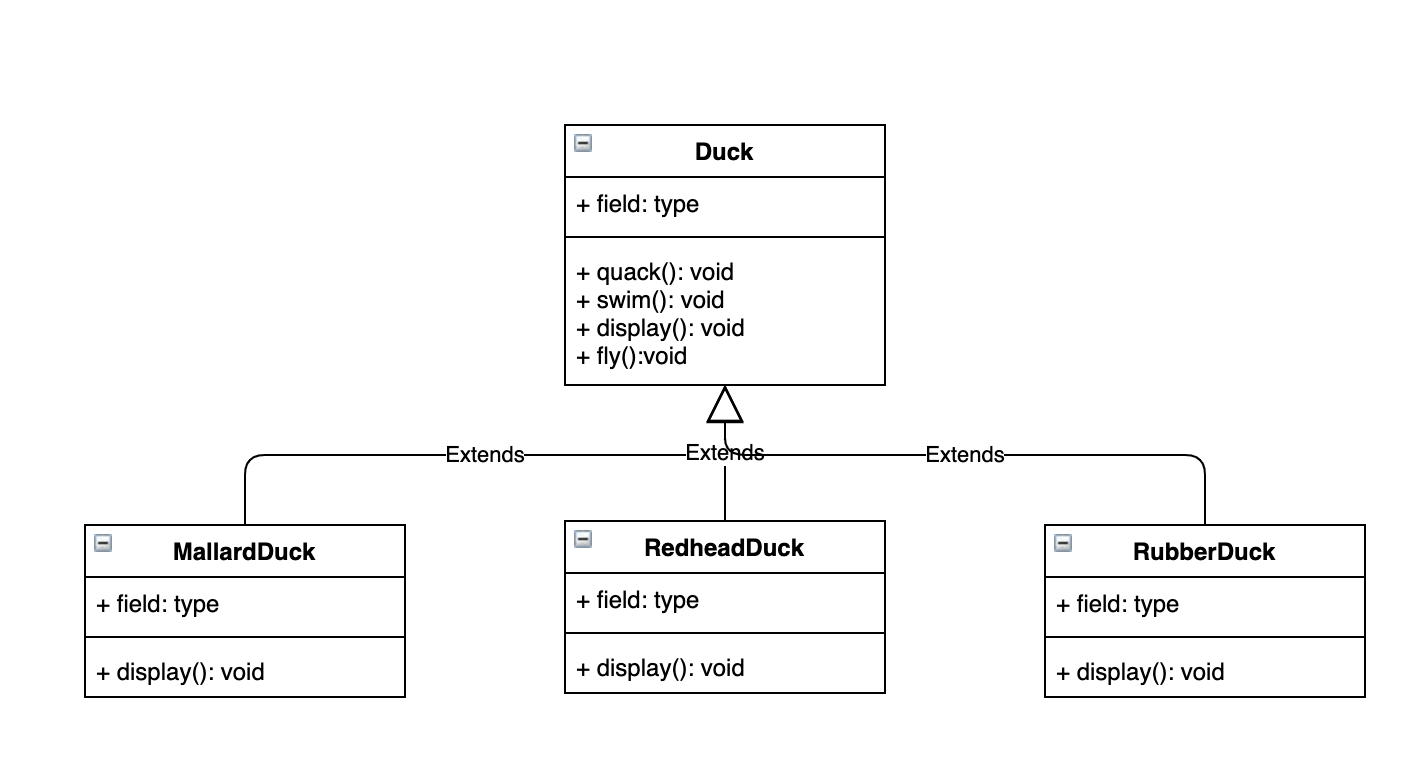 Duck
+ field: type
+ quack(): void
+ swim(): void
+ display(): void
+ fly():void
Extends
Extends
Extends
MallardDuck
+ field: type
+ display(): void
RedheadDuck
+ field: type
+ display(): void
RubberDuck
+ field: type
+ display(): void